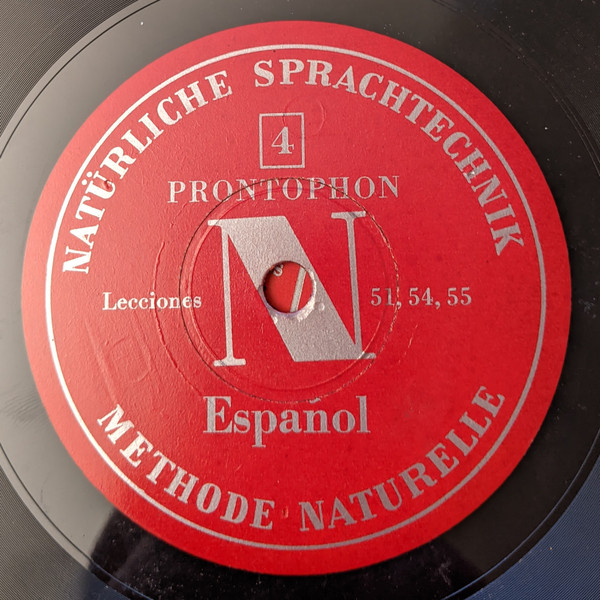 NATÜRLICHE SPRACHTECHNIK
4
PRONTOPHON
N
Lecciones 51, 54, 55
Espanol
METHODE NATURELLE